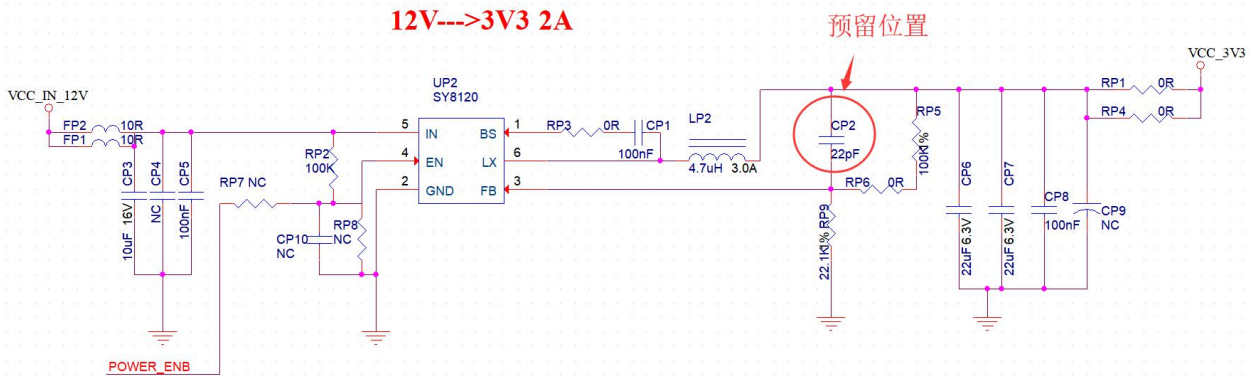 12V--->3V3 2A
预留位置
VCC_3V3
VCC_IN_12V
UP2
SY8120
FP2 10R
FP1 10R
CP3
10uF 16V
CP4
NC
CP5
100nF
RP2
100K
RP7 NC
CP10
NC
RP8
NC
5 IN
4 EN
2 GND
BS 1
LX 6
FB 3
RP3 0R
CP1
100nF
LP2
4.7uH 3.0A
CP2
22pF
RP5
100K1%
RP6 0R
RP9
22.1K1%
CP6
22uF 6.3V
CP7
22uF 6.3V
CP8
100nF
CP9
NC
RP1 0R
RP4 0R
POWER_ENB